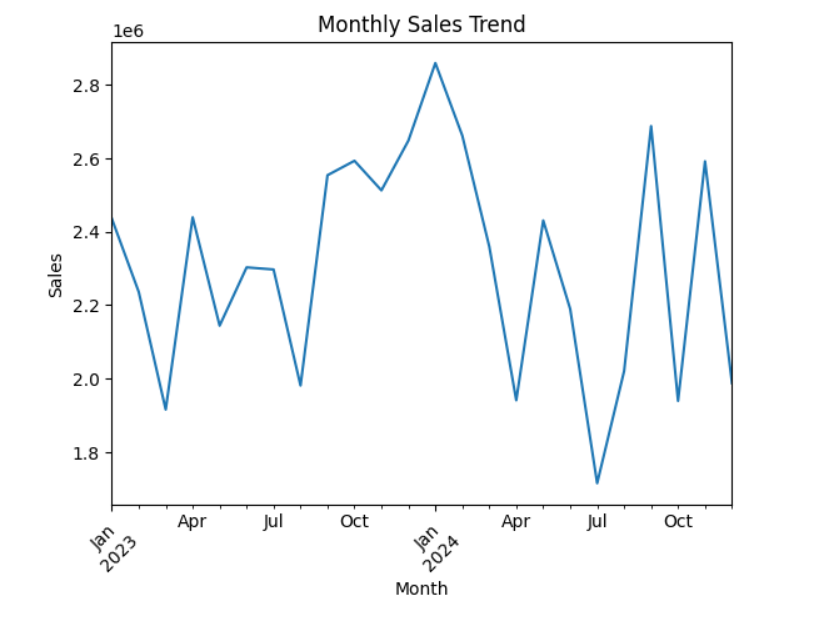 Monthly Sales Trend
1e6
2.8
2.6
2.4
2.2
2.0
1.8
Sales
Jan
2023
Apr
Jul
Oct
Jan
2024
Apr
Jul
Oct
Month